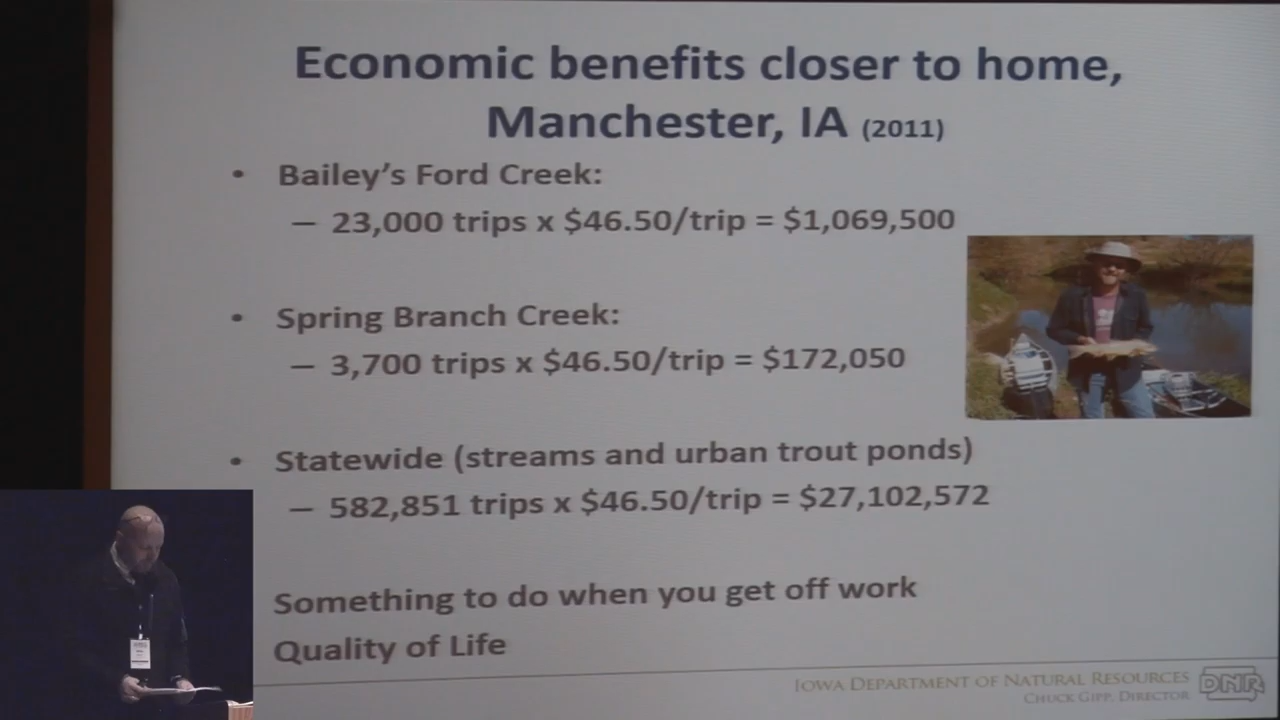 Economic benefits closer to home,
Manchester, IA (2011)
• Bailey's Ford Creek:
– 23,000 trips x $46.50/trip = $1,069,500
• Spring Branch Creek:
– 3,700 trips x $46.50/trip = $172,050
• Statewide (streams and urban trout ponds)
– 582,851 trips x $46.50/trip = $27,102,572
Something to do when you get off work
Quality of Life
IOWA DEPARTMENT OF NATURAL RESOURCES
CHUCK GIPP, DIRECTOR
DNR